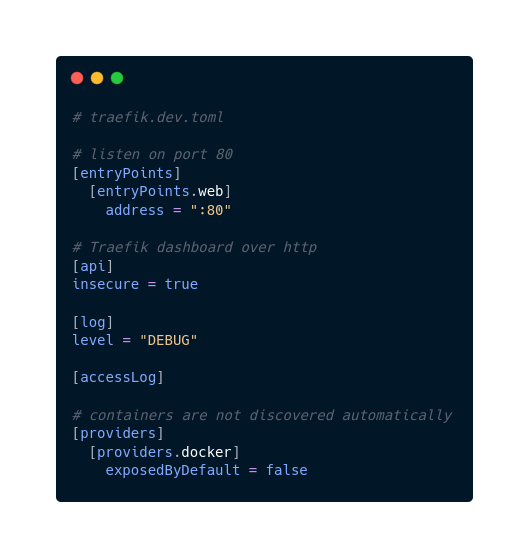 # traefik.dev.toml
# listen on port 80
[entryPoints]
[entryPoints.web]
address = ":80"
# Traefik dashboard over http
[api]
insecure = true
[log]
level = "DEBUG"
[accessLog]
# containers are not discovered automatically
[providers]
[providers.docker]
exposedByDefault = false